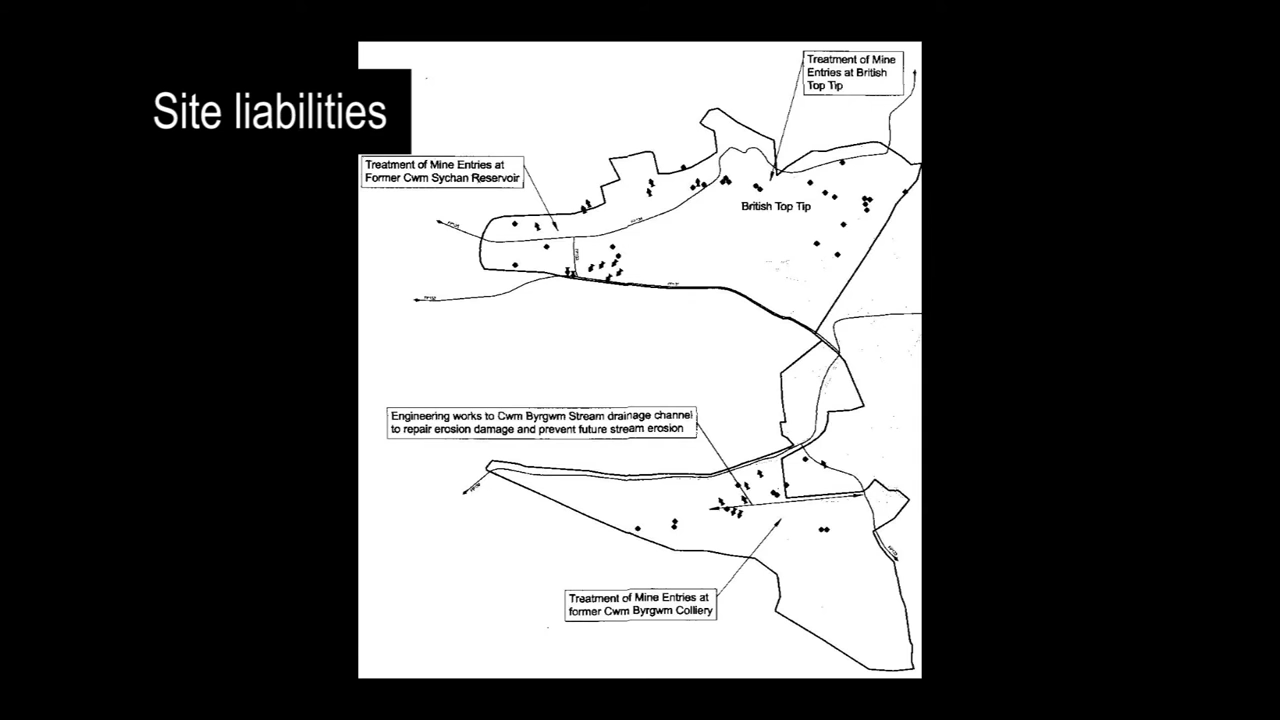 Site liabilities
Treatment of Mine
Entries at British
Top Tip
Treatment of Mine Entries at
Former Cwm Sychan Reservoir
British Top Tip
Engineering works to Cwm Byrgwm Stream drainage channel
to repair erosion damage and prevent future stream erosion
Treatment of Mine Entries at
former Cwm Byrgwm Colliery